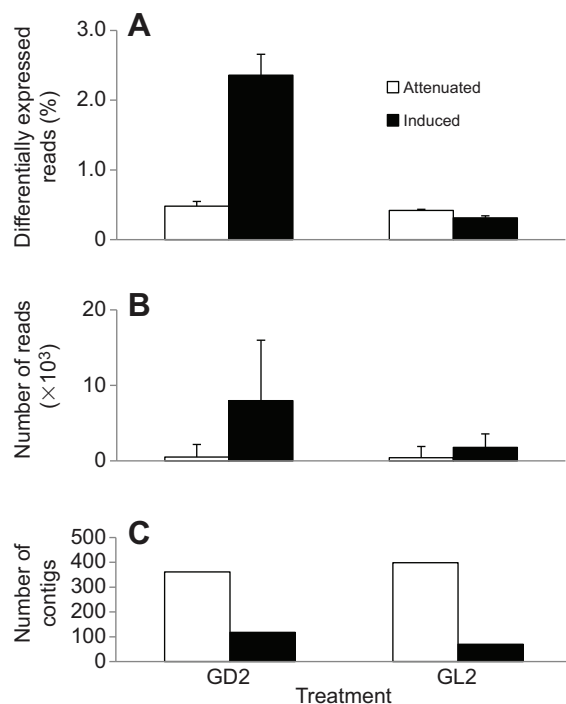 A
3.0
2.0
1.0
0
Differentially expressed
reads (%)
Attenuated
Induced
B
20
10
0
Number of reads
(×10³)
C
500
400
300
200
100
0
Number of
contigs
GD2
GL2
Treatment